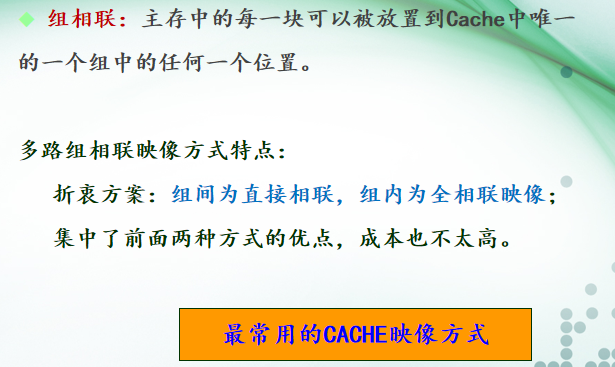 组相联：主存中的每一块可以被放置到Cache中唯一
的一个组中的任何一个位置。
多路组相联映像方式特点：
折衷方案：组间为直接相联，组内为全相联映像；
集中了前面两种方式的优点，成本也不太高。
最常用的CACHE映像方式